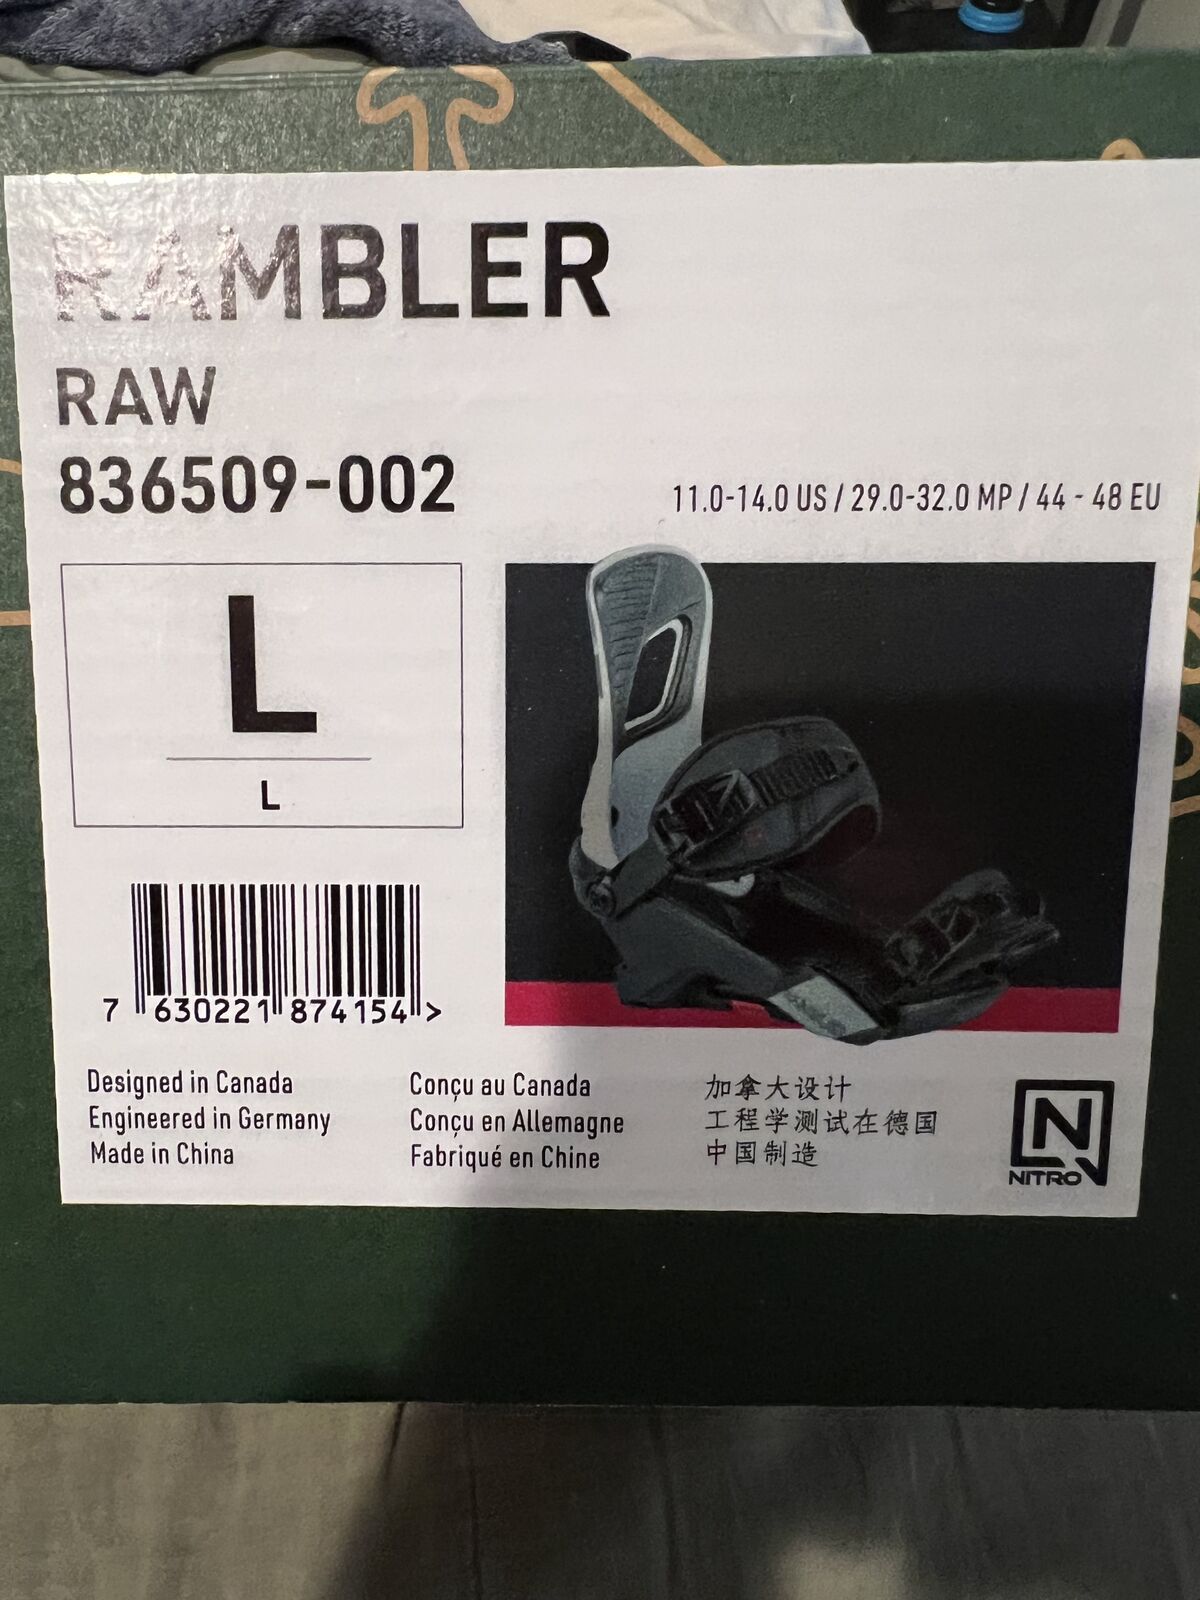 RAMBLER
RAW
836509-002
11.0-14.0 US / 29.0-32.0 MP / 44 - 48 EU
L
L
7 630221 874154 >
Designed in Canada
Engineered in Germany
Made in China
Conçu au Canada
Conçu en Allemagne
Fabriqué en Chine
加拿大设计
工程学测试在德国
中国制造
N
NITRO